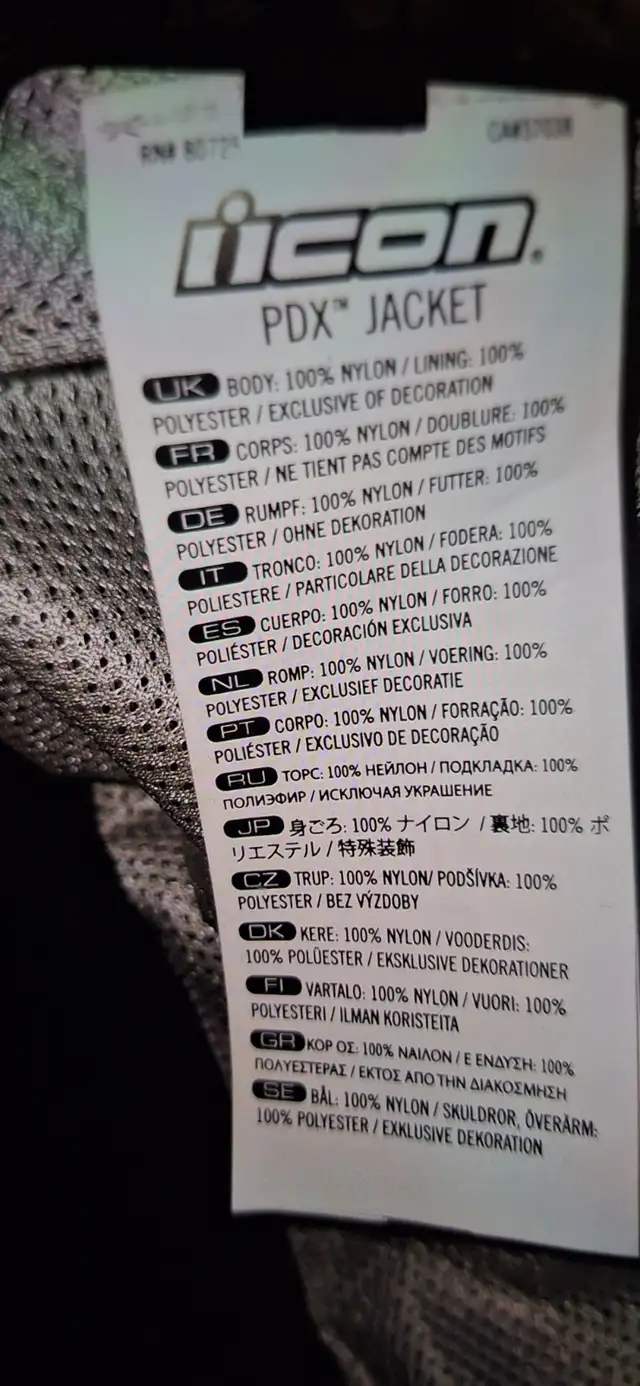 RN# 80729
CA#37038
iicon®
PDX™ JACKET
UK BODY: 100% NYLON / LINING: 100%
POLYESTER / EXCLUSIVE OF DECORATION
FR CORPS: 100% NYLON / DOUBLURE: 100%
POLYESTER / NE TIENT PAS COMPTE DES MOTIFS
DE RUMPF: 100% NYLON / FUTTER: 100%
POLYESTER / OHNE DEKORATION
IT TRONCO: 100% NYLON / FODERA: 100%
POLIESTERE / PARTICOLARE DELLA DECORAZIONE
ES CUERPO: 100% NYLON / FORRO: 100%
POLIÉSTER / DECORACIÓN EXCLUSIVA
NL ROMP: 100% NYLON / VOERING: 100%
POLYESTER / EXCLUSIEF DECORATIE
PT CORPO: 100% NYLON / FORRAÇÃO: 100%
POLIÉSTER / EXCLUSIVO DE DECORAÇÃO
RU ТОРС: 100% НЕЙЛОН / ПОДКЛАДКА: 100%
ПОЛИЭФИР / ИСКЛЮЧАЯ УКРАШЕНИЕ
JP 身ごろ: 100% ナイロン / 裏地: 100% ポ
リエステル / 特殊装飾
CZ TRUP: 100% NYLON/ PODŠÍVKA: 100%
POLYESTER / BEZ VÝZDOBY
DK KERE: 100% NYLON / VOODERDIS:
100% POLÜESTER / EKSKLUSIVE DEKORATIONER
FI VARTALO: 100% NYLON / VUORI: 100%
POLYESTERI / ILMAN KORISTEITA
GR ΚΟΡ ΟΣ: 100% ΝΑΙΛΟΝ / Ε ΕΝΔΥΣΗ: 100%
ΠΟΛΥΕΣΤΕΡΑΣ / ΕΚΤΟΣ ΑΠΟ ΤΗΝ ΔΙΑΚΟΣΜΗΣΗ
SE BÅL: 100% NYLON / SKULDROR, ÖVERÄRM:
100% POLYESTER / EXKLUSIVE DEKORATION